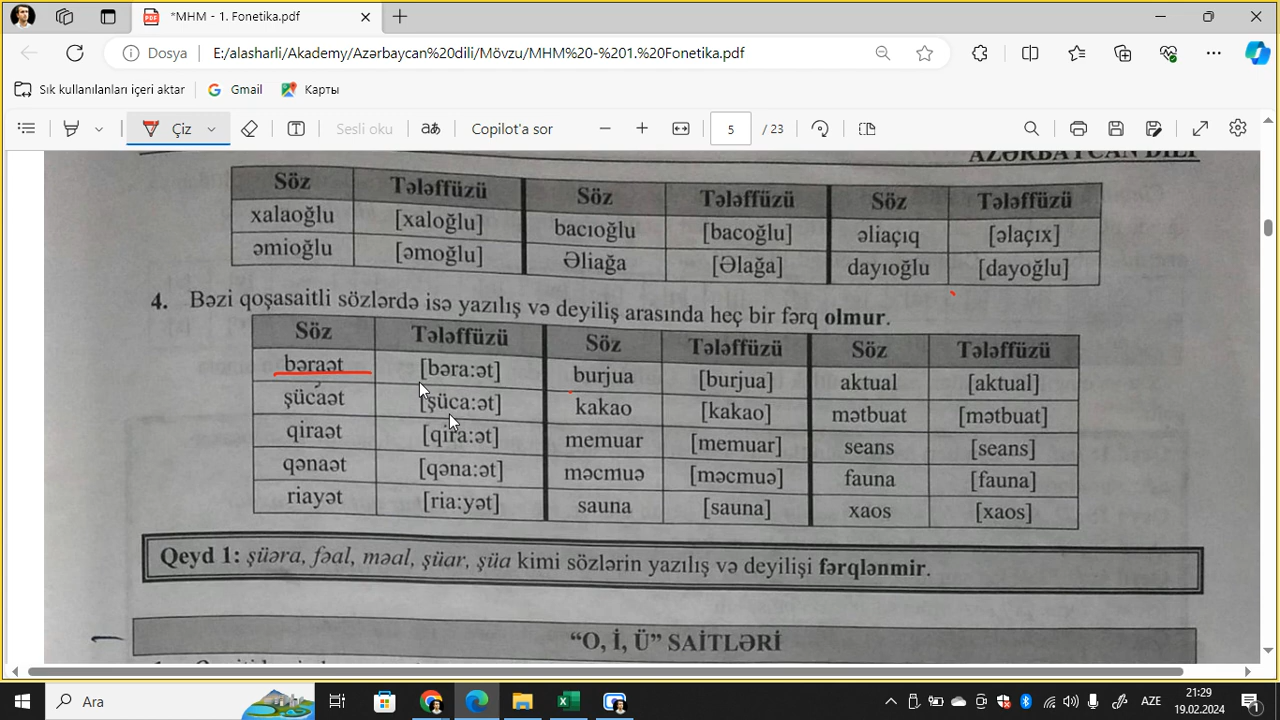 *MHM - 1. Fonetika.pdf
Dosya E:/alasharli/Akademy/Azərbaycan%20dili/Mövzu/MHM%20-%201.%20Fonetika.pdf
Sık kullanılanları içeri aktar Gmail Карты
Çiz T Sesli oku aあ Copilot'a sor 5 / 23
AZƏRBAYCAN DİLİ
Söz Tələffüzü Söz Tələffüzü Söz Tələffüzü
xalaoğlu [xaloğlu] bacıoğlu [bacoğlu] əliaçıq [əlaçıx]
əmioğlu [əmoğlu] Əliağa [Əlağa] dayıoğlu [dayoğlu]
4. Bəzi qoşasaitli sözlərdə isə yazılış və deyiliş arasında heç bir fərq olmur.
Söz Tələffüzü Söz Tələffüzü Söz Tələffüzü
bəraət [bəra:ət] burjua [burjua] aktual [aktual]
şücaət [şüca:ət] kakao [kakao] mətbuat [mətbuat]
qiraət [qira:ət] memuar [memuar] seans [seans]
qənaət [qəna:ət] məcmuə [məcmuə] fauna [fauna]
riayət [ria:yət] sauna [sauna] xaos [xaos]
Qeyd 1: şüəra, fəal, məal, şüar, şüa kimi sözlərin yazılış və deyilişi fərqlənmir.
"O, İ, Ü" SAİTLƏRİ
Ara AZE 21:29
19.02.2024